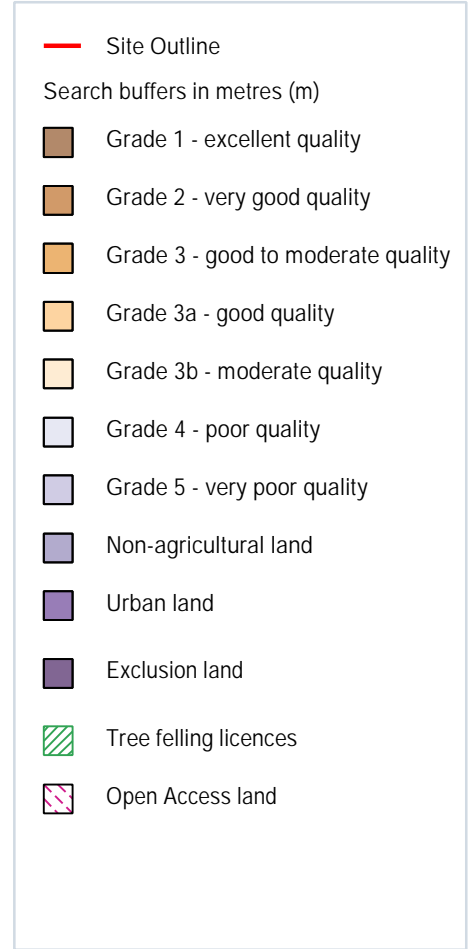 Site Outline
Search buffers in metres (m)
Grade 1 - excellent quality
Grade 2 - very good quality
Grade 3 - good to moderate quality
Grade 3a - good quality
Grade 3b - moderate quality
Grade 4 - poor quality
Grade 5 - very poor quality
Non-agricultural land
Urban land
Exclusion land
Tree felling licences
Open Access land